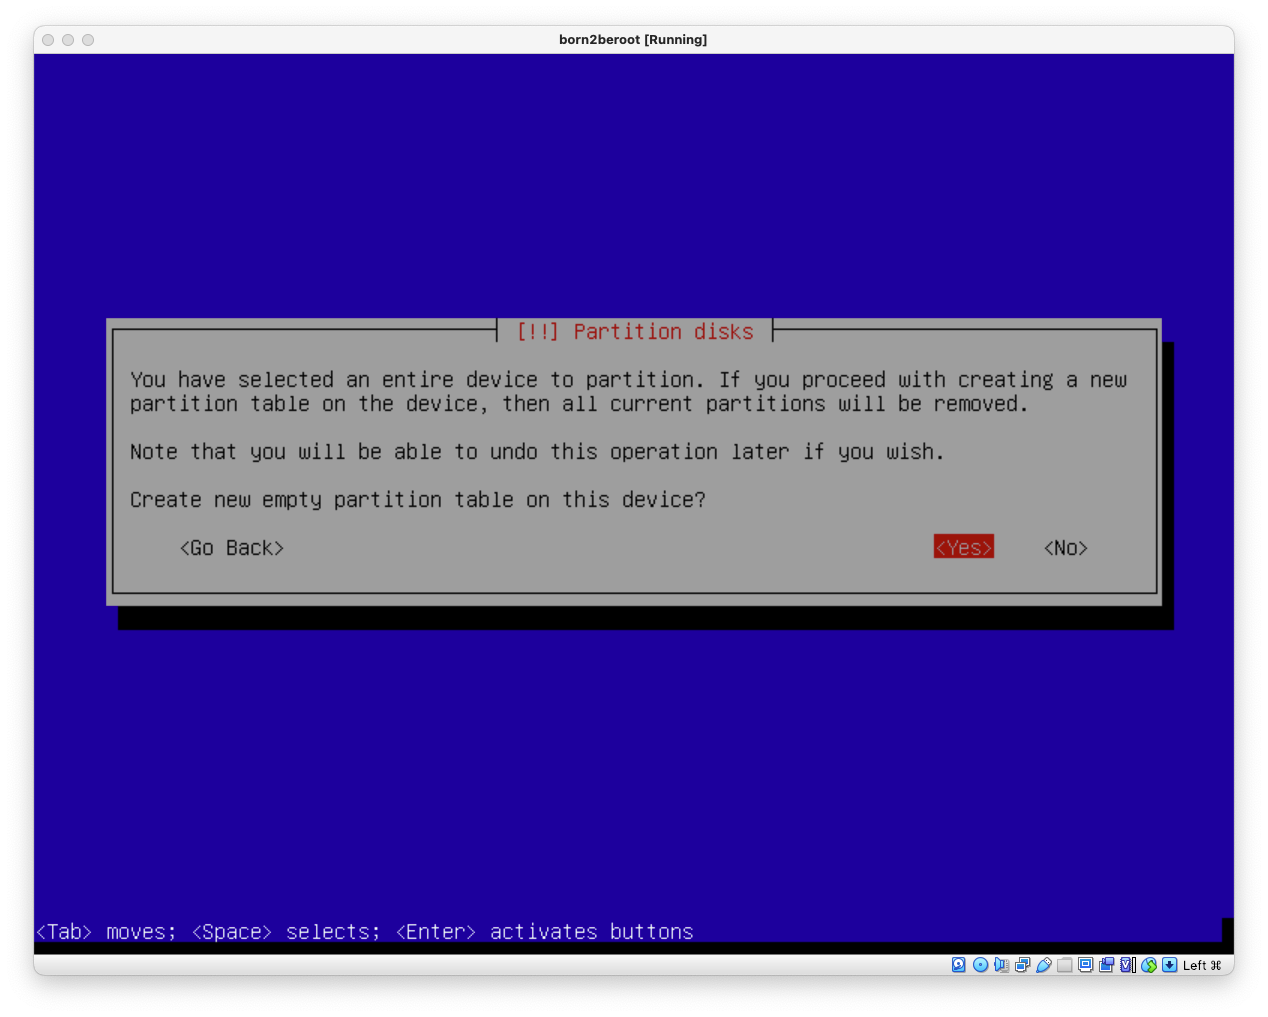 born2beroot [Running]
[!!] Partition disks
You have selected an entire device to partition. If you proceed with creating a new
partition table on the device, then all current partitions will be removed.
Note that you will be able to undo this operation later if you wish.
Create new empty partition table on this device?
<Go Back> <Yes> <No>
<Tab> moves; <Space> selects; <Enter> activates buttons
Left ⌘